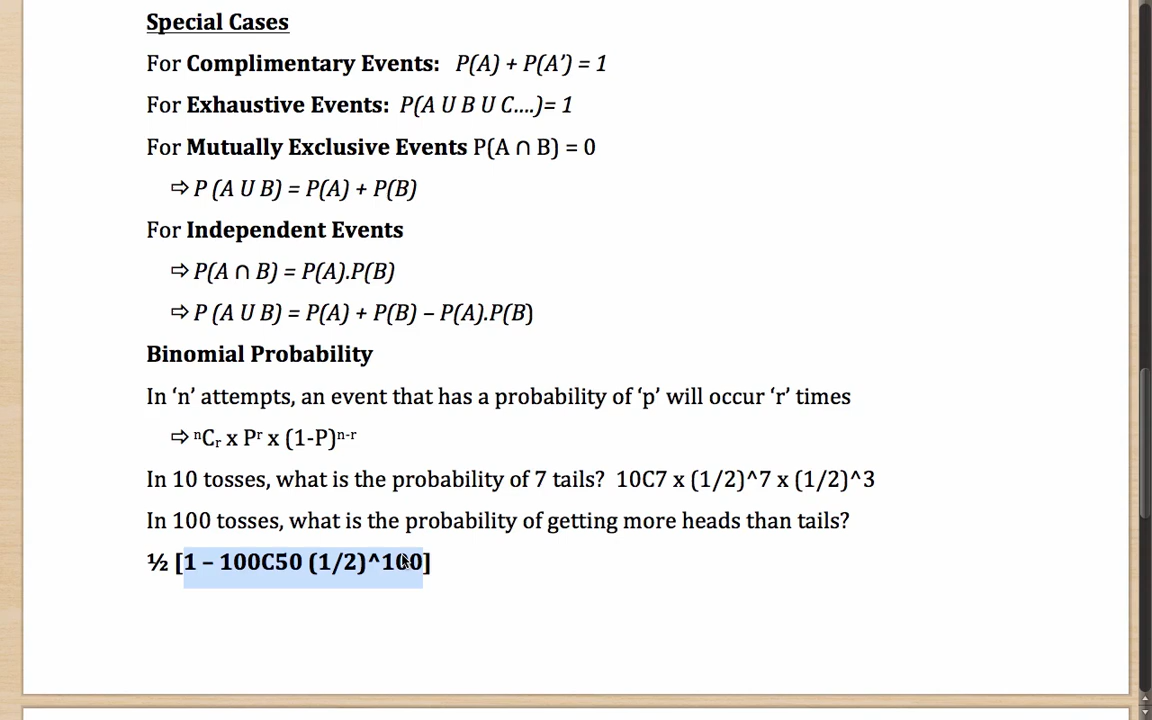 Special Cases
For Complimentary Events: P(A) + P(A’) = 1
For Exhaustive Events: P(A U B U C....)= 1
For Mutually Exclusive Events P(A ∩ B) = 0
⇨ P (A U B) = P(A) + P(B)
For Independent Events
⇨ P(A ∩ B) = P(A).P(B)
⇨ P (A U B) = P(A) + P(B) – P(A).P(B)
Binomial Probability
In ‘n’ attempts, an event that has a probability of ‘p’ will occur ‘r’ times
⇨ ⁿCᵣ x Pʳ x (1-P)ⁿ⁻ʳ
In 10 tosses, what is the probability of 7 tails? 10C7 x (1/2)^7 x (1/2)^3
In 100 tosses, what is the probability of getting more heads than tails?
½ [1 – 100C50 (1/2)^100]